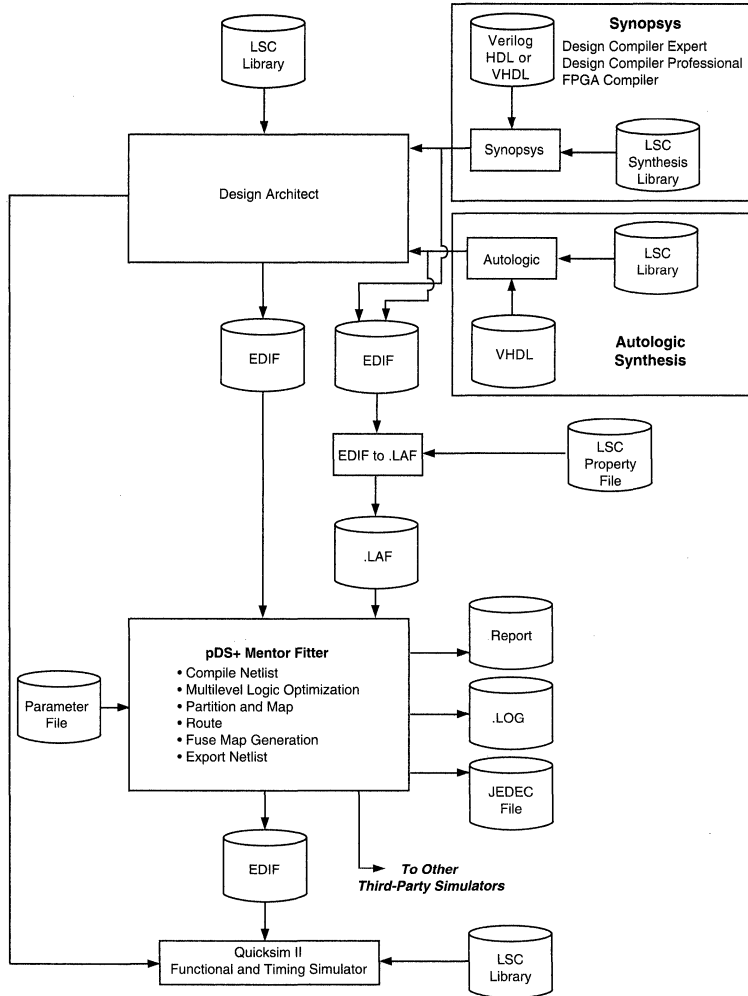 LSC
Library
Verilog
HDL or
VHDL
Synopsys
Design Compiler Expert
Design Compiler Professional
FPGA Compiler
Synopsys
LSC
Synthesis
Library
Design Architect
Autologic
LSC
Library
VHDL
Autologic
Synthesis
EDIF
EDIF
EDIF to .LAF
LSC
Property
File
.LAF
pDS+ Mentor Fitter
• Compile Netlist
• Multilevel Logic Optimization
• Partition and Map
• Route
• Fuse Map Generation
• Export Netlist
Parameter
File
Report
.LOG
JEDEC
File
EDIF
To Other
Third-Party Simulators
Quicksim II
Functional and Timing Simulator
LSC
Library